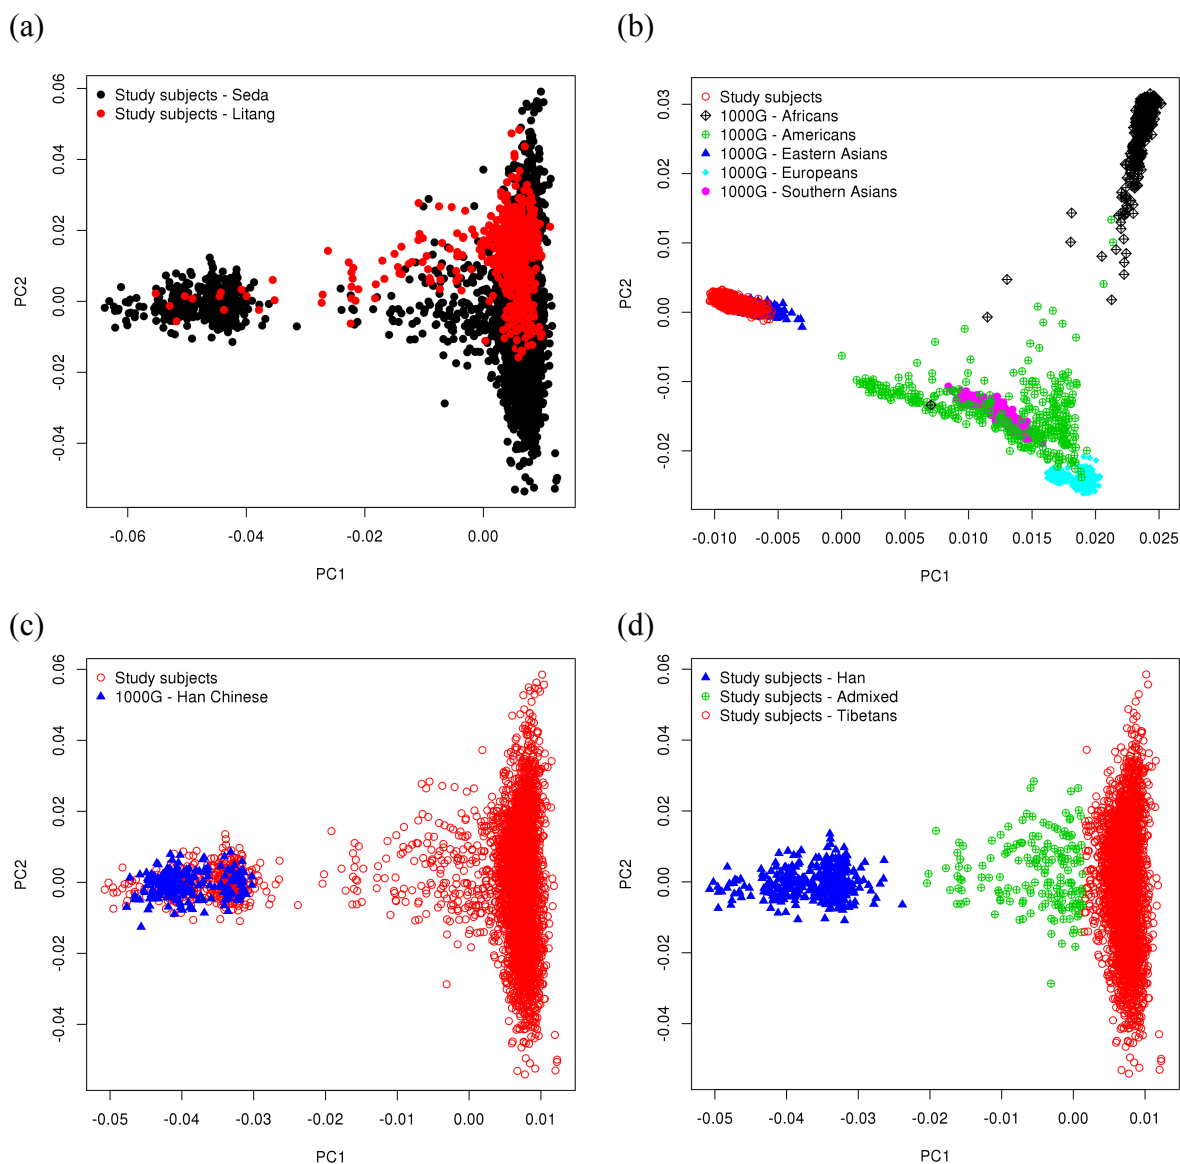 (a)
Study subjects - Seda
Study subjects - Litang
PC2
0.06
0.04
0.02
0.00
-0.02
-0.04
-0.06
-0.04
-0.02
0.00
PC1
(b)
Study subjects
1000G - Africans
1000G - Americans
1000G - Eastern Asians
1000G - Europeans
1000G - Southern Asians
PC2
0.03
0.02
0.01
0.00
-0.01
-0.02
-0.010
-0.005
0.000
0.005
0.010
0.015
0.020
0.025
PC1
(c)
Study subjects
1000G - Han Chinese
PC2
0.06
0.04
0.02
0.00
-0.02
-0.04
-0.05
-0.04
-0.03
-0.02
-0.01
0.00
0.01
PC1
(d)
Study subjects - Han
Study subjects - Admixed
Study subjects - Tibetans
PC2
0.06
0.04
0.02
0.00
-0.02
-0.04
-0.05
-0.04
-0.03
-0.02
-0.01
0.00
0.01
PC1